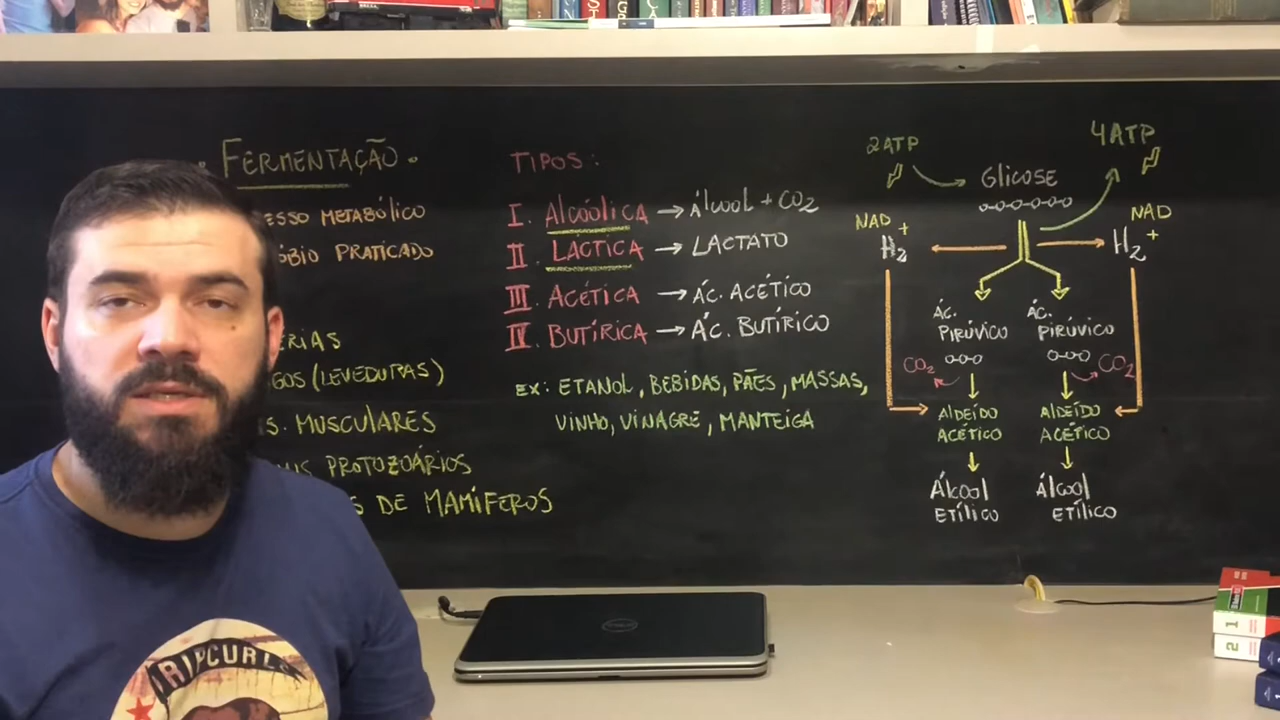 . FERMENTAÇÃO .
ESSO METABÓLICO
ÓBIO PRATICADO
ERIAS
GOS (LEVEDURAS)
S. MUSCULARES
NS PROTOZOÁRIOS
S DE MAMÍFEROS
TIPOS:
I. ALCOÓLICA → ÁLCOOL + CO2
II. LÁCTICA → LACTATO
III. ACÉTICA → ÁC. ACÉTICO
IV. BUTÍRICA → ÁC. BUTÍRICO
EX: ETANOL, BEBIDAS, PÃES, MASSAS,
VINHO, VINAGRE, MANTEIGA
2ATP
4ATP
GLICOSE
NAD+
H2
NAD+
H2
ÁC. PIRÚVICO
ÁC. PIRÚVICO
CO2
CO2
ALDEÍDO
ACÉTICO
ALDEÍDO
ACÉTICO
ÁLCOOL
ETÍLICO
ÁLCOOL
ETÍLICO
RIPCURL
DELL
1
2